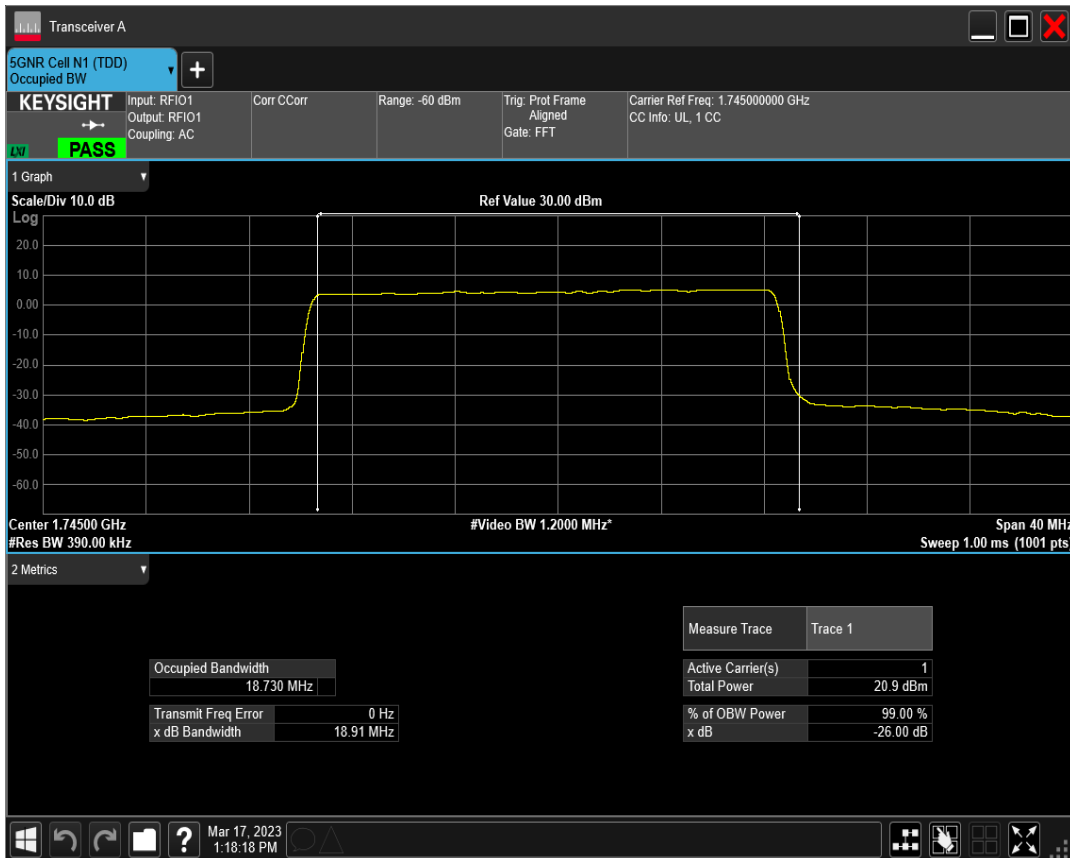 Transceiver A
5GNR Cell N1 (TDD)
Occupied BW
KEYSIGHT
LXI
PASS
Input: RFIO1
Output: RFIO1
Coupling: AC
Corr CCorr
Range: -60 dBm
Trig: Prot Frame
Aligned
Gate: FFT
Carrier Ref Freq: 1.745000000 GHz
CC Info: UL, 1 CC
1 Graph
Scale/Div 10.0 dB
Ref Value 30.00 dBm
Log
20.0
10.0
0.00
-10.0
-20.0
-30.0
-40.0
-50.0
-60.0
Center 1.74500 GHz
#Video BW 1.2000 MHz*
Span 40 MHz
#Res BW 390.00 kHz
Sweep 1.00 ms (1001 pts)
2 Metrics
Measure Trace Trace 1
Occupied Bandwidth
18.730 MHz
Active Carrier(s) 1
Total Power 20.9 dBm
Transmit Freq Error 0 Hz
x dB Bandwidth 18.91 MHz
% of OBW Power 99.00 %
x dB -26.00 dB
?
Mar 17, 2023
1:18:18 PM